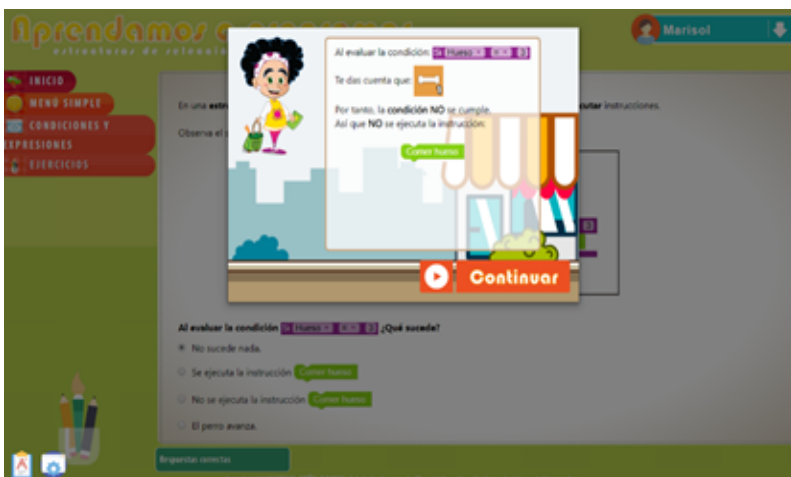 Aprendamos
estructuras de selección
Marisol
INICIO
MENÚ SIMPLE
CONDICIONES Y
EXPRESIONES
EJERCICIOS
En una
cutar instrucciones.
Observa el
Al evaluar la condición Hueso =
Te das cuenta que:
Por tanto, la condición NO se cumple.
Así que NO se ejecuta la instrucción:
Comer hueso
Continuar
Al evaluar la condición Hueso = ¿Qué sucede?
No sucede nada.
Se ejecuta la instrucción Comer hueso
No se ejecuta la instrucción Comer hueso
El perro avanza.
Respuestas correctas